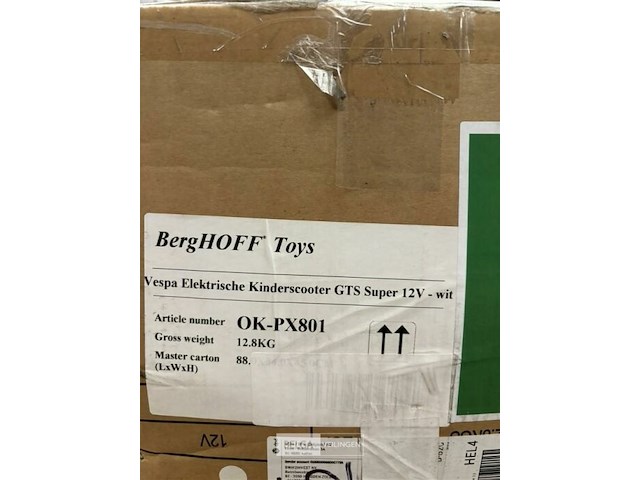 BergHOFF® Toys
Vespa Elektrische Kinderscooter GTS Super 12V - wit
Article number OK-PX801
Gross weight 12.8KG
Master carton 88.
(LxWxH)
12V
HEL4